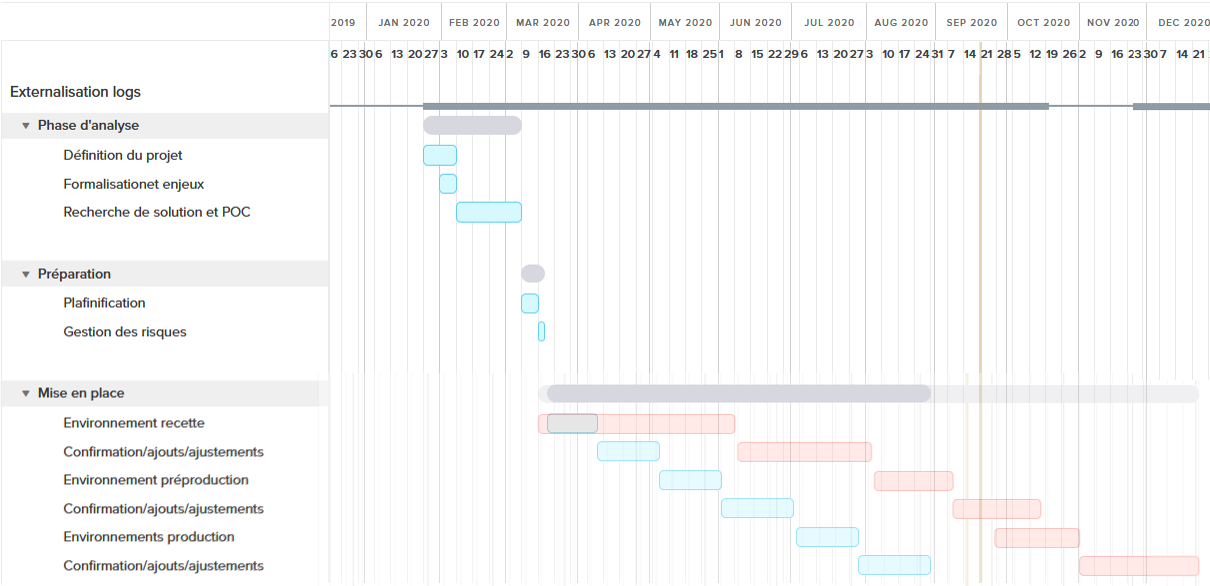 2019 JAN 2020 FEB 2020 MAR 2020 APR 2020 MAY 2020 JUN 2020 JUL 2020 AUG 2020 SEP 2020 OCT 2020 NOV 2020 DEC 2020
6 23 30 6 13 20 27 3 10 17 24 2 9 16 23 30 6 13 20 27 4 11 18 25 1 8 15 22 29 6 13 20 27 3 10 17 24 31 7 14 21 28 5 12 19 26 2 9 16 23 30 7 14 21
Externalisation logs
Phase d'analyse
Définition du projet
Formalisationet enjeux
Recherche de solution et POC
Préparation
Plafinification
Gestion des risques
Mise en place
Environnement recette
Confirmation/ajouts/ajustements
Environnement préproduction
Confirmation/ajouts/ajustements
Environnements production
Confirmation/ajouts/ajustements